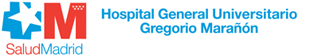 Hospital General Universitario
Gregorio Marañón
M
SaludMadrid